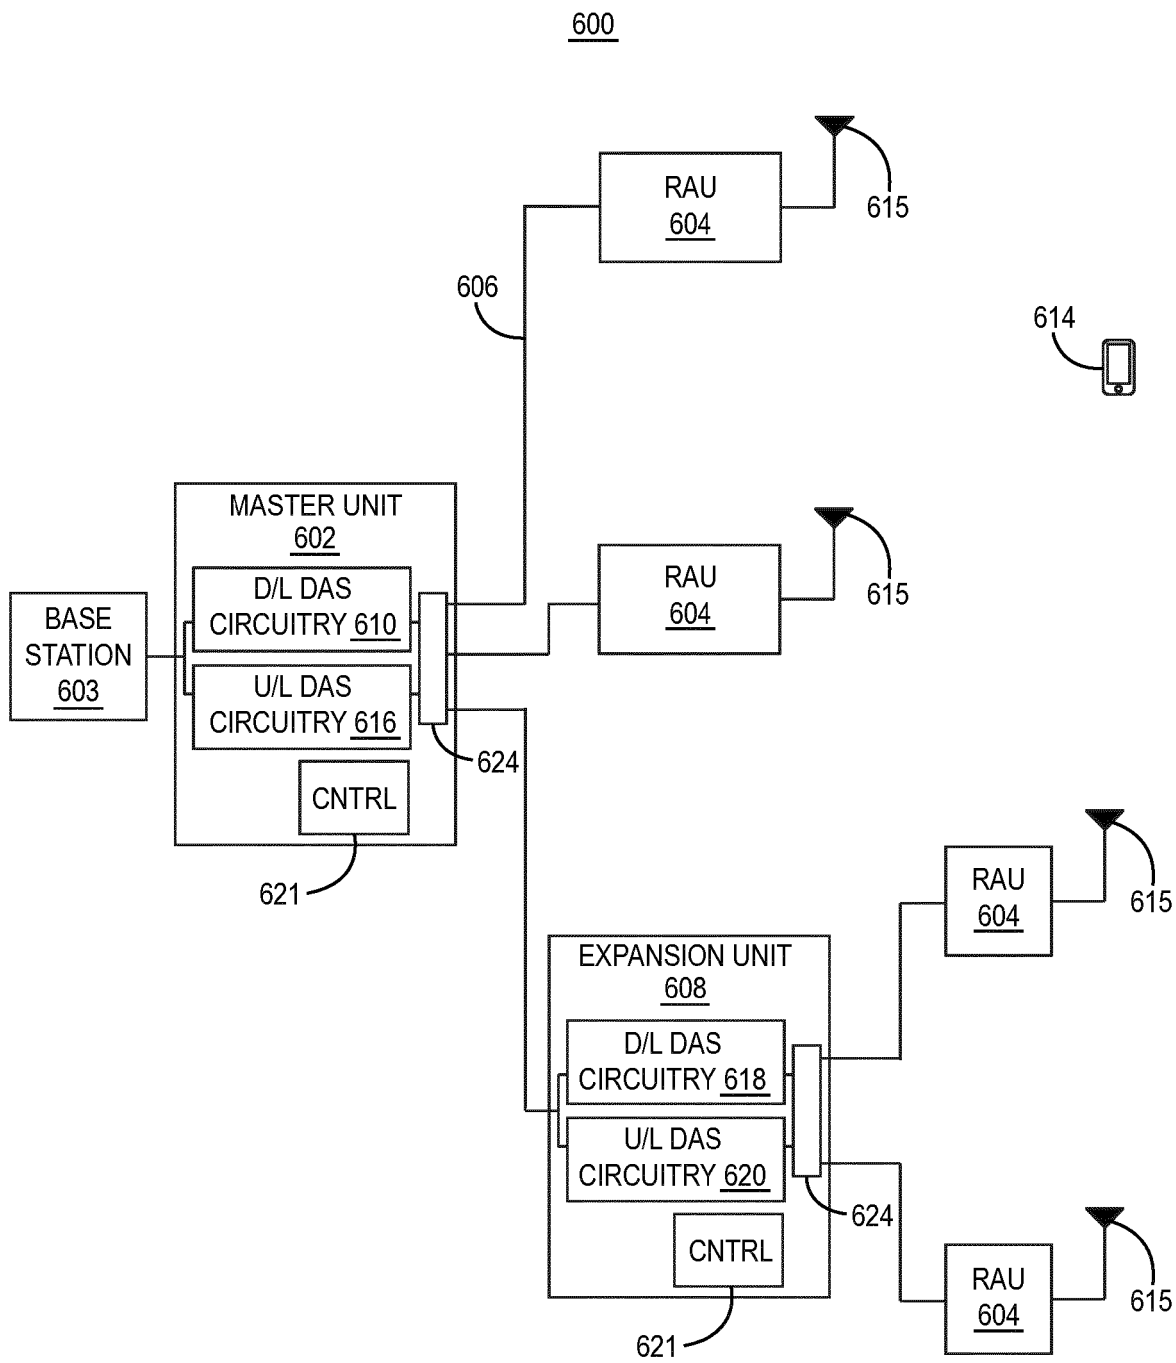 600
RAU
604
615
606
614
MASTER UNIT
602
D/L DAS
CIRCUITRY 610
U/L DAS
CIRCUITRY 616
CNTRL
621
624
BASE
STATION
603
RAU
604
615
EXPANSION UNIT
608
D/L DAS
CIRCUITRY 618
U/L DAS
CIRCUITRY 620
CNTRL
621
624
RAU
604
615
RAU
604
615